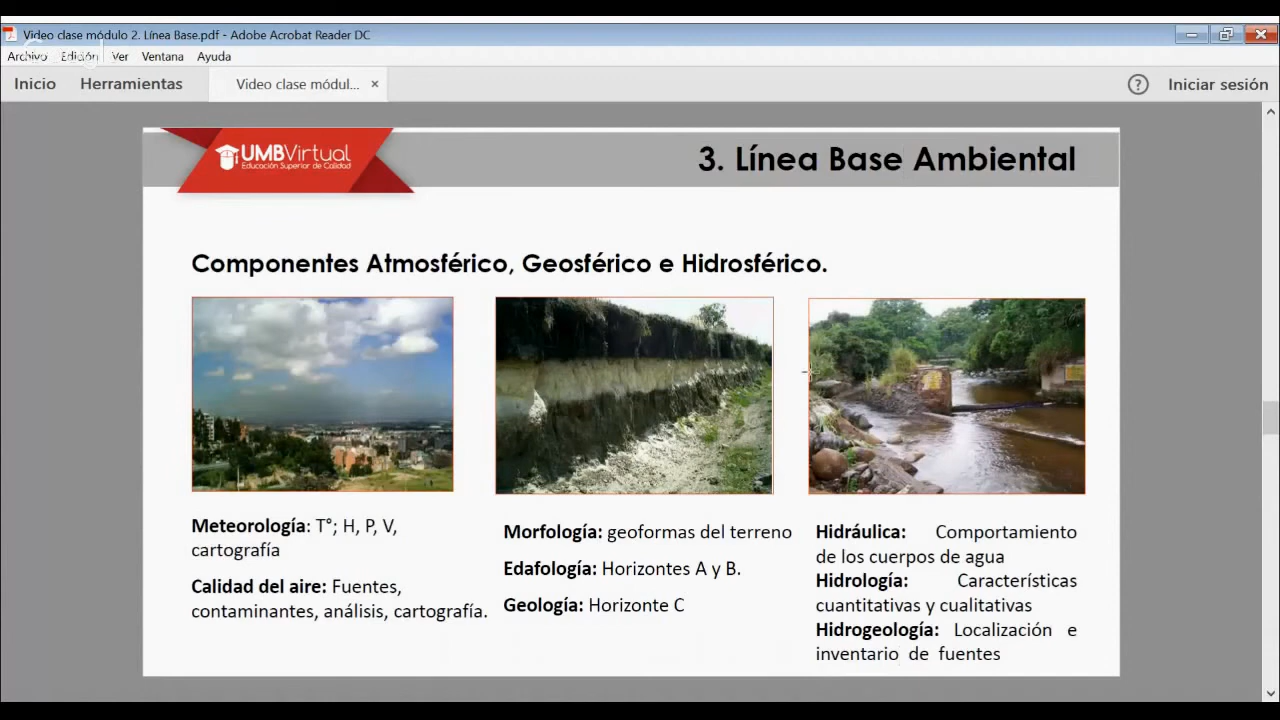 Video clase módulo 2. Línea Base.pdf - Adobe Acrobat Reader DC
Archivo Edición Ver Ventana Ayuda
Inicio Herramientas Video clase módul... × ? Iniciar sesión
UMBVirtual
Educación Superior de Calidad
3. Línea Base Ambiental
Componentes Atmosférico, Geosférico e Hidrosférico.
Meteorología: T°; H, P, V,
cartografía
Calidad del aire: Fuentes,
contaminantes, análisis, cartografía.
Morfología: geoformas del terreno
Edafología: Horizontes A y B.
Geología: Horizonte C
Hidráulica: Comportamiento
de los cuerpos de agua
Hidrología: Características
cuantitativas y cualitativas
Hidrogeología: Localización e
inventario de fuentes